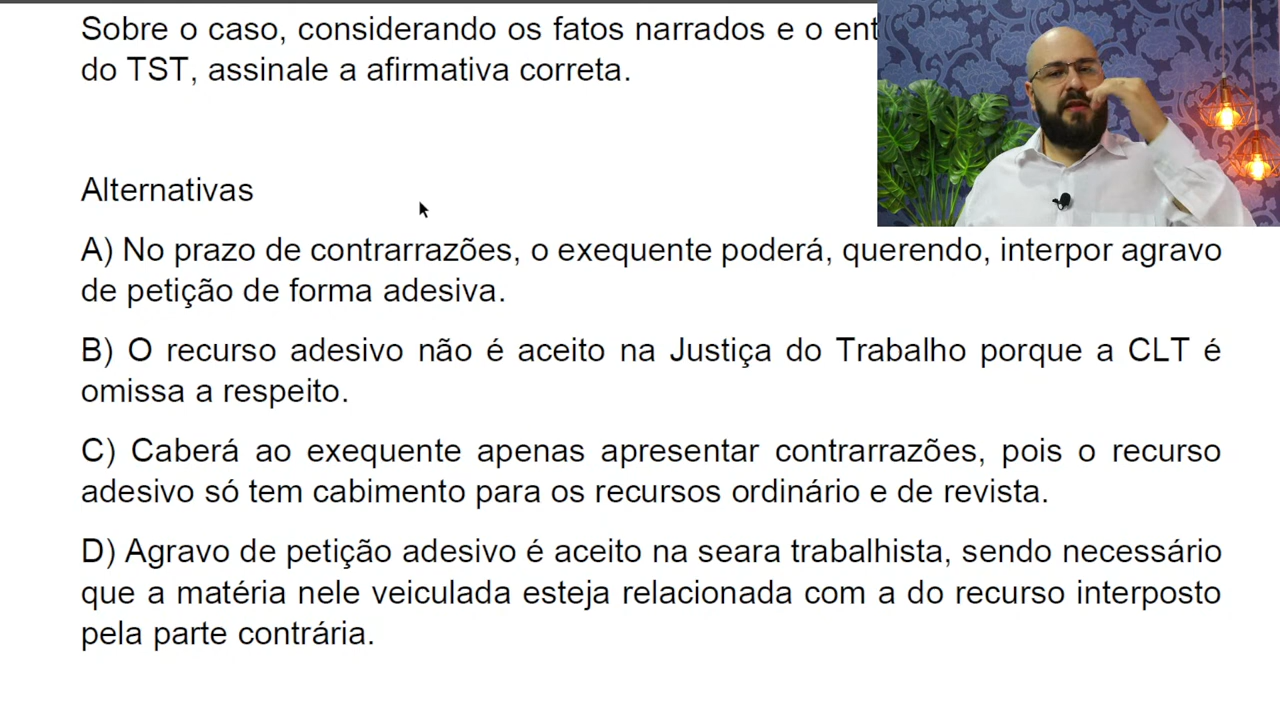 Sobre o caso, considerando os fatos narrados e o
do TST, assinale a afirmativa correta.
Alternativas
A) No prazo de contrarrazões, o exequente poderá, querendo, interpor agravo
de petição de forma adesiva.
B) O recurso adesivo não é aceito na Justiça do Trabalho porque a CLT é
omissa a respeito.
C) Caberá ao exequente apenas apresentar contrarrazões, pois o recurso
adesivo só tem cabimento para os recursos ordinário e de revista.
D) Agravo de petição adesivo é aceito na seara trabalhista, sendo necessário
que a matéria nele veiculada esteja relacionada com a do recurso interposto
pela parte contrária.